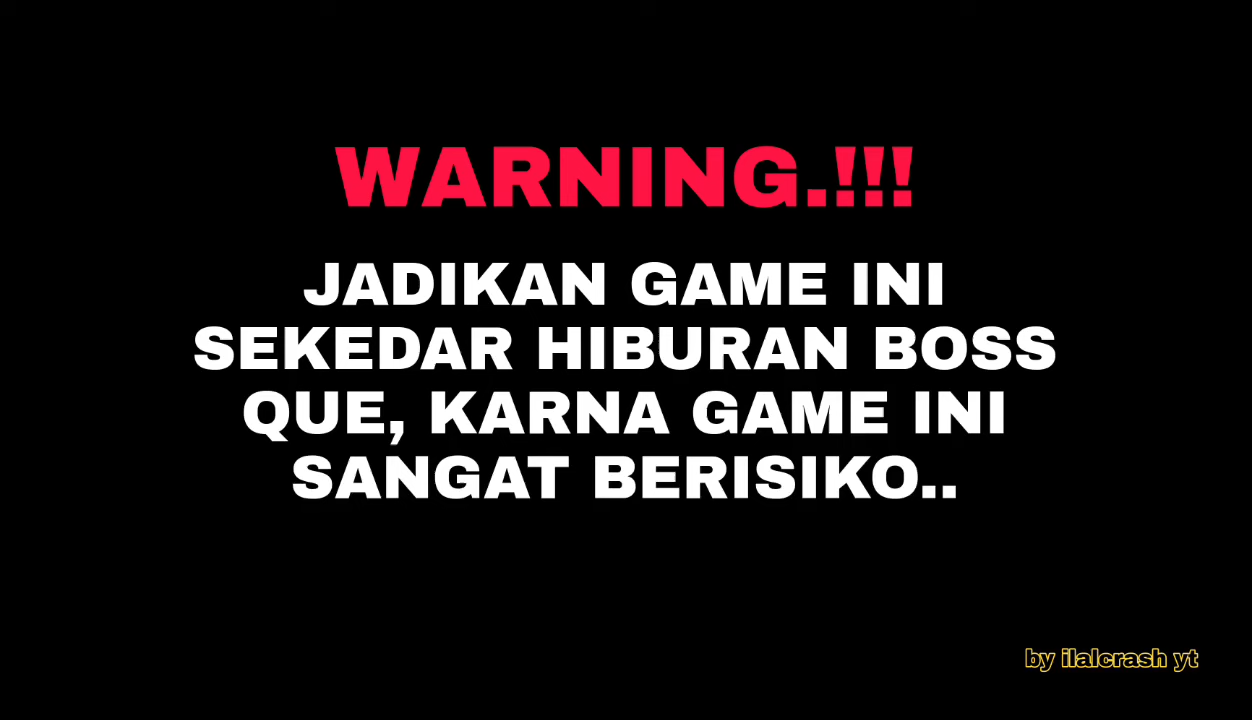 WARNING.!!!
JADIKAN GAME INI
SEKEDAR HIBURAN BOSS
QUE, KARNA GAME INI
SANGAT BERISIKO..
by ilalcrash yt